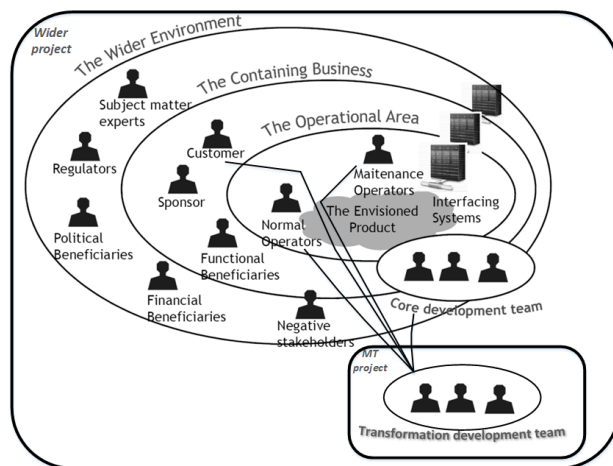 Wider
project
The Wider Environment
The Containing Business
The Operational Area
Subject matter
experts
Customer
Regulators
Maitenance
Operators
Sponsor
Interfacing
Systems
The Envisioned
Product
Normal
Operators
Political
Beneficiaries
Functional
Beneficiaries
Financial
Beneficiaries
Negative
stakeholders
Core development team
MT
project
Transformation development team